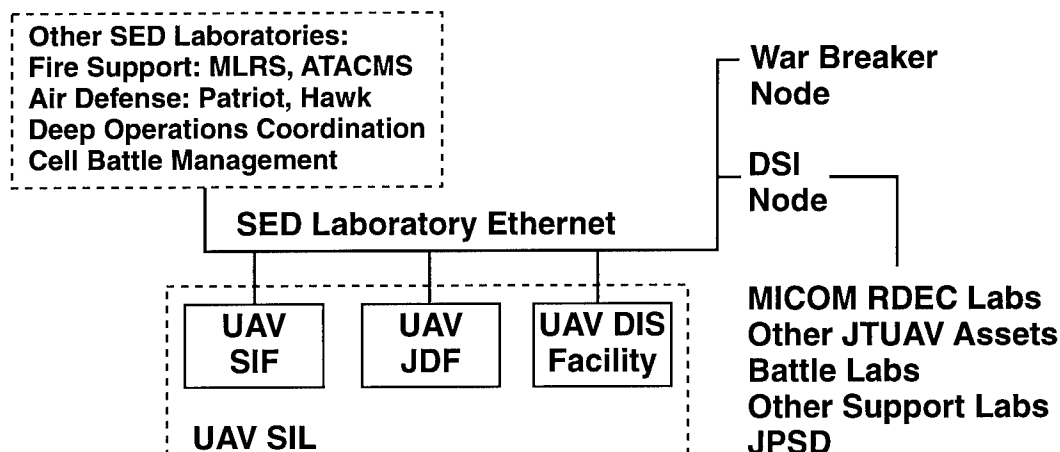 Other SED Laboratories:
Fire Support: MLRS, ATACMS
Air Defense: Patriot, Hawk
Deep Operations Coordination
Cell Battle Management
War Breaker
Node
DSI
Node
SED Laboratory Ethernet
UAV
SIF
UAV
JDF
UAV DIS
Facility
UAV SIL
MICOM RDEC Labs
Other JTUAV Assets
Battle Labs
Other Support Labs
JPSD